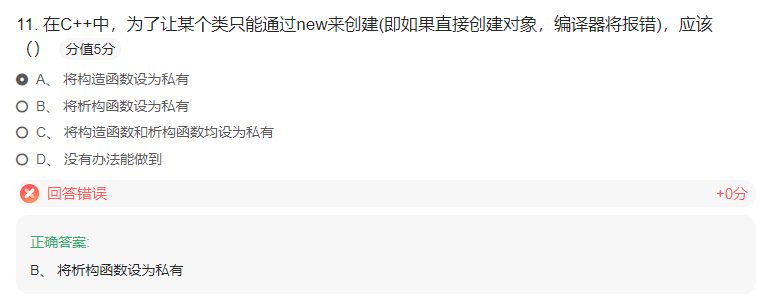 11. 在C++中，为了让某个类只能通过new来创建(即如果直接创建对象，编译器将报错)，应该
（） 分值5分
A、 将构造函数设为私有
B、 将析构函数设为私有
C、 将构造函数和析构函数均设为私有
D、 没有办法能做到
回答错误 +0分
正确答案:
B、 将析构函数设为私有